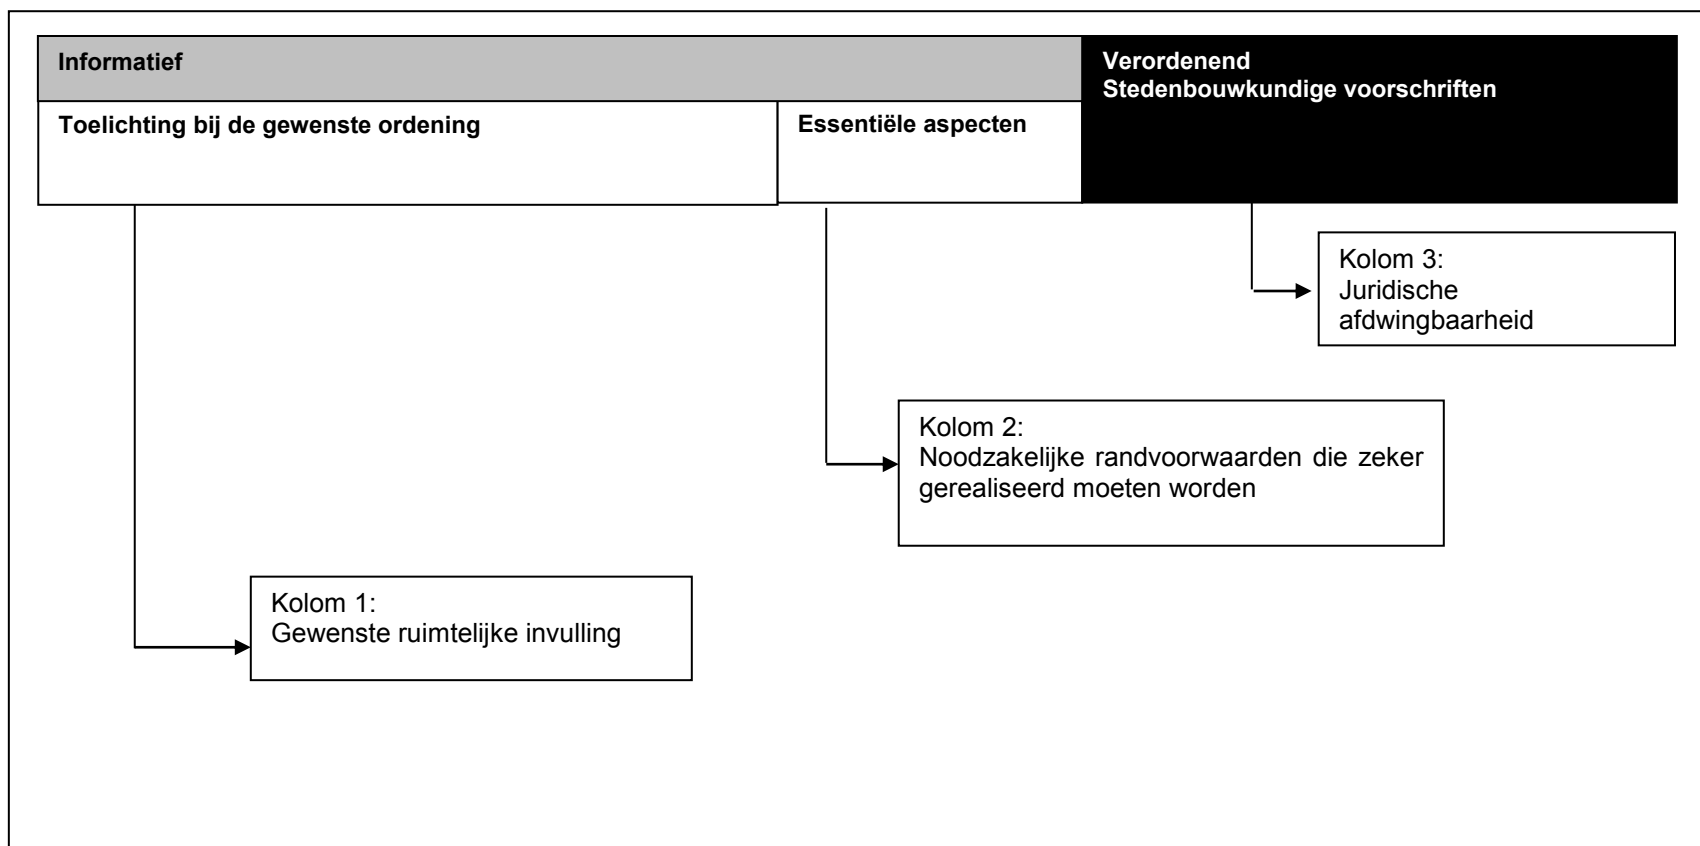 Informatief
Verordenend
Stedenbouwkundige voorschriften
Toelichting bij de gewenste ordening
Essentiële aspecten
Kolom 3:
Juridische
afdwingbaarheid
Kolom 2:
Noodzakelijke randvoorwaarden die zeker
gerealiseerd moeten worden
Kolom 1:
Gewenste ruimtelijke invulling